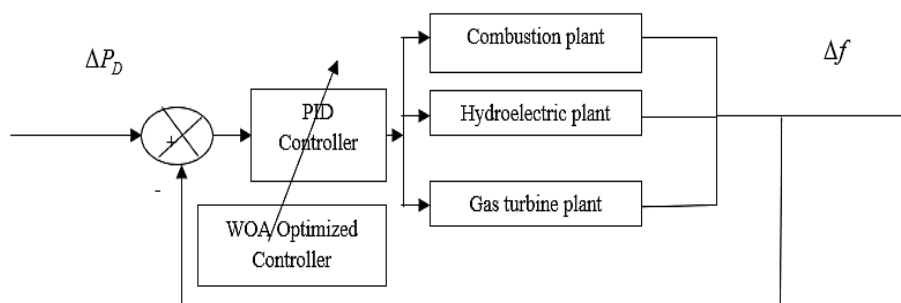 ΔP_D
Combustion plant
Δf
PID
Controller
Hydroelectric plant
+
-
Gas turbine plant
WOA Optimized
Controller